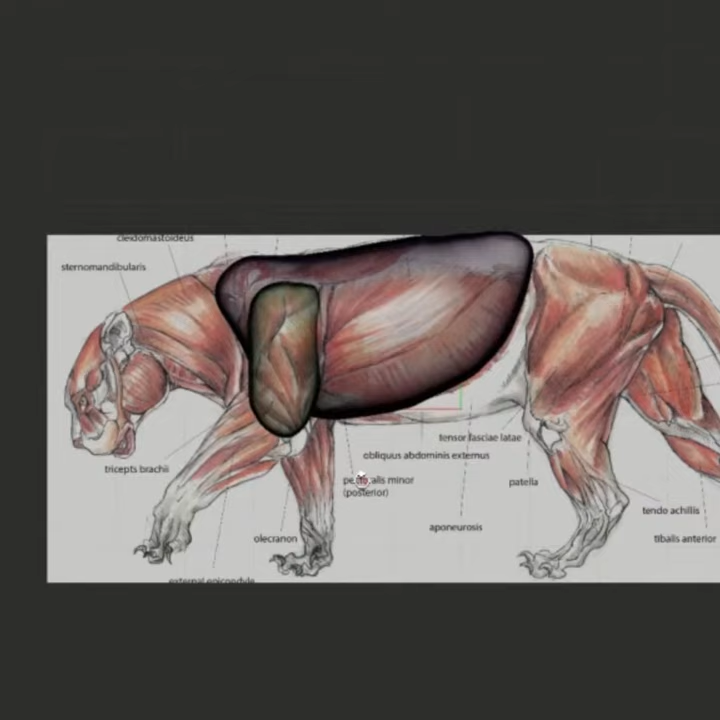 cleidomastoideus
sternomandibularis
tricepts brachii
tensor fasciae latae
obliquus abdominis externus
pectoralis minor
(posterior)
patella
aponeurosis
olecranon
tendo achillis
tibalis anterior
external epicondyle